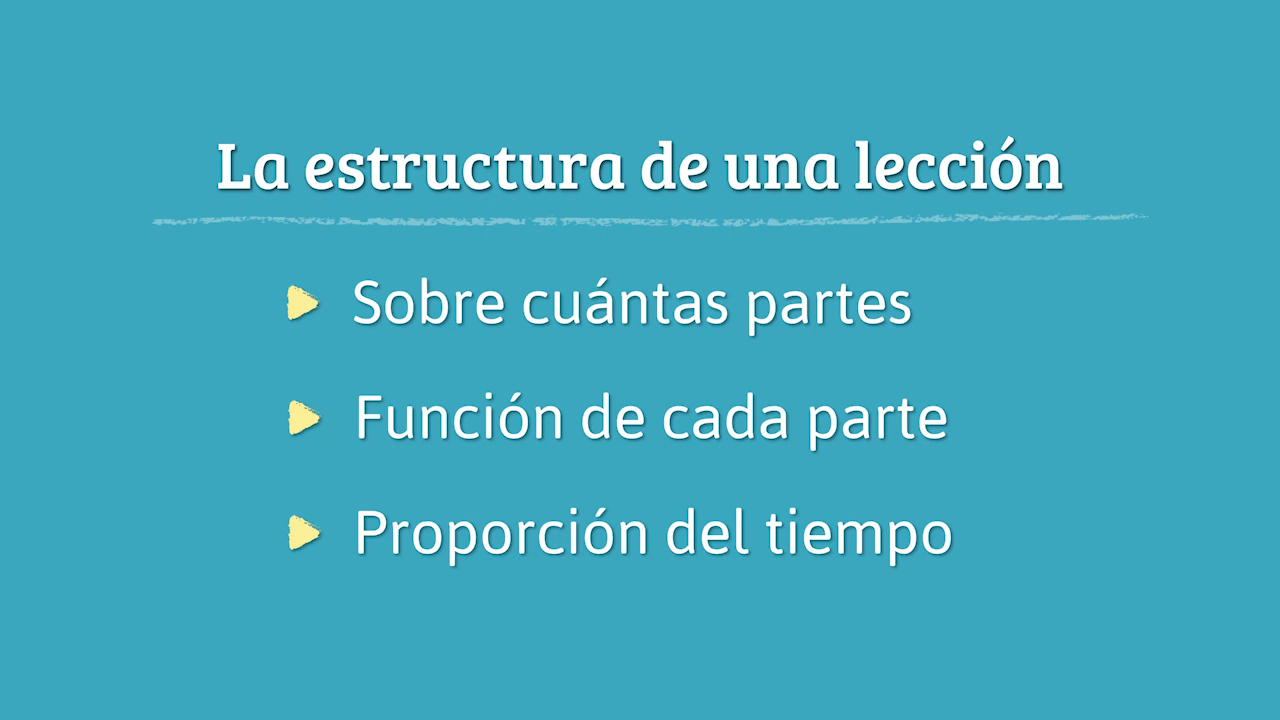 La estructura de una lección
Sobre cuántas partes
Función de cada parte
Proporción del tiempo